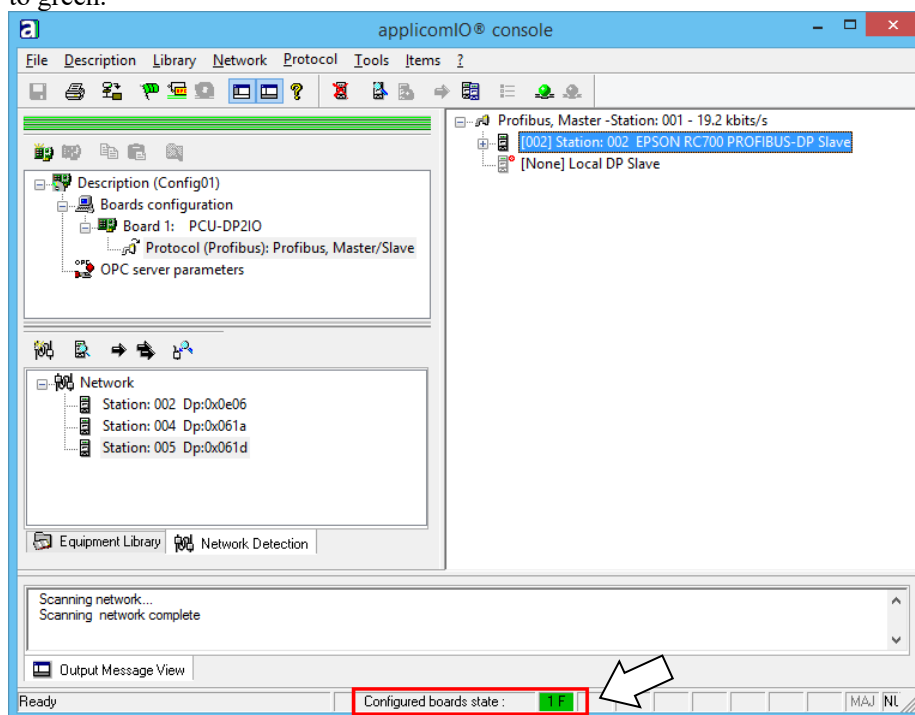 to green.
applicomIO® console
File Description Library Network Protocol Tools Items ?
Profibus, Master -Station: 001 - 19.2 kbits/s
[002] Station: 002 EPSON RC700 PROFIBUS-DP Slave
[None] Local DP Slave
Description (Config01)
Boards configuration
Board 1: PCU-DP2IO
Protocol (Profibus): Profibus, Master/Slave
OPC server parameters
Network
Station: 002 Dp:0x0e06
Station: 004 Dp:0x061a
Station: 005 Dp:0x061d
Equipment Library Network Detection
Scanning network...
Scanning network complete
Output Message View
Ready Configured boards state : 1 F MAJ NL